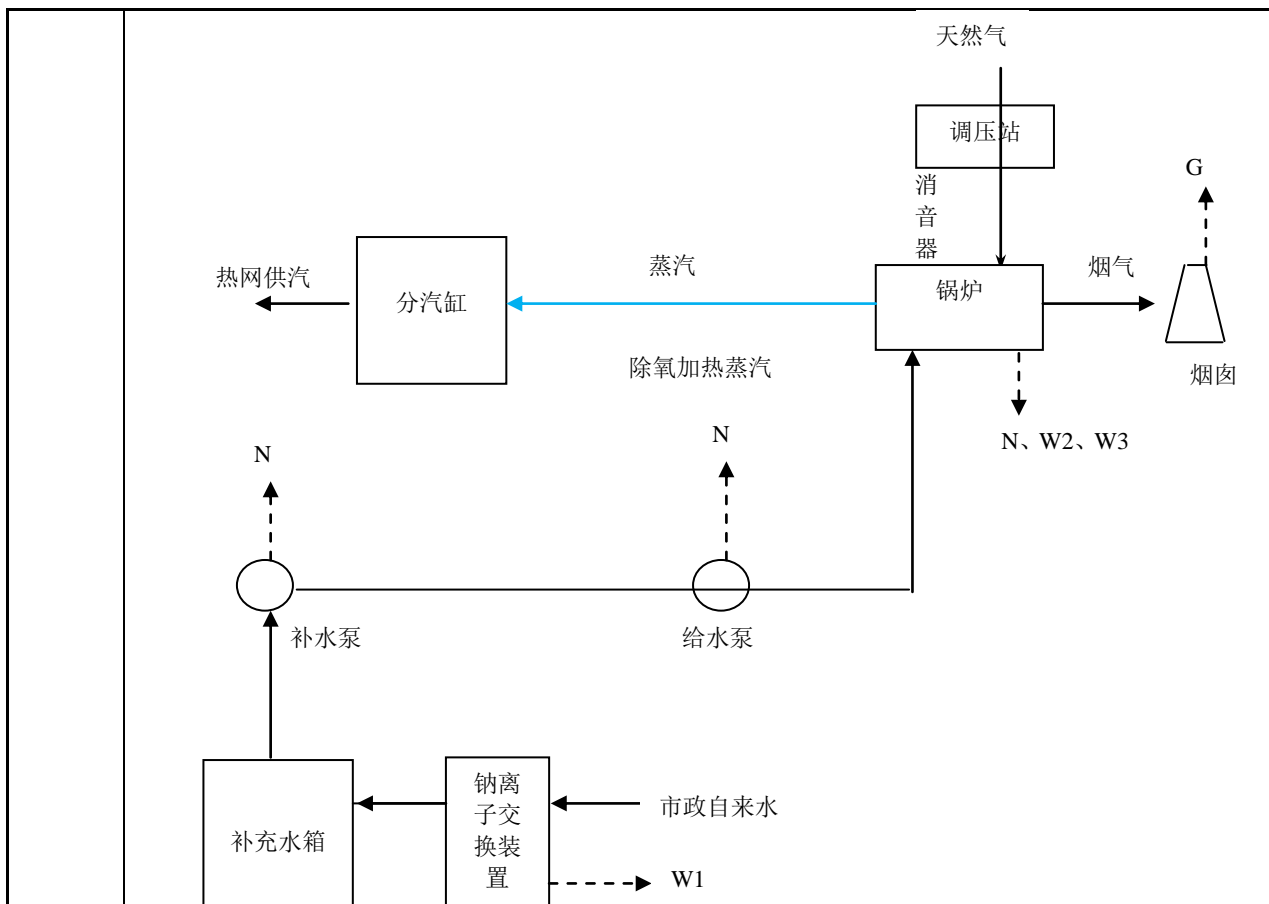 天然气
调压站
消
音
器
G
热网供汽
分汽缸
蒸汽
锅炉
烟气
除氧加热蒸汽
烟囱
N、W2、W3
N
N
补水泵
给水泵
补充水箱
钠离
子交
换装
置
市政自来水
W1